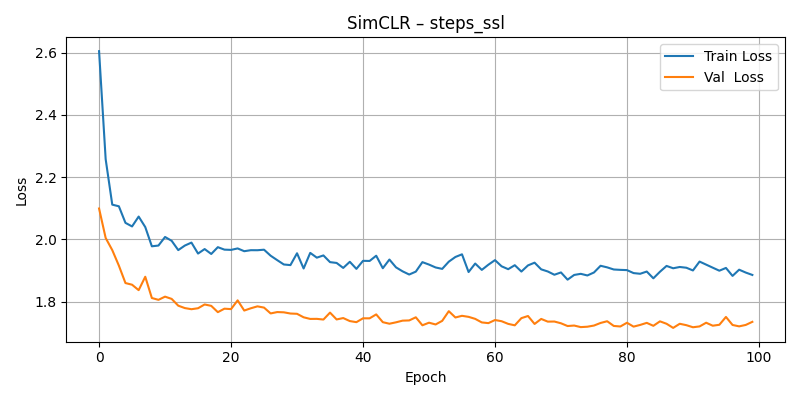 SimCLR – steps_ssl
Train Loss
Val  Loss
Loss
2.6
2.4
2.2
2.0
1.8
0
20
40
60
80
100
Epoch